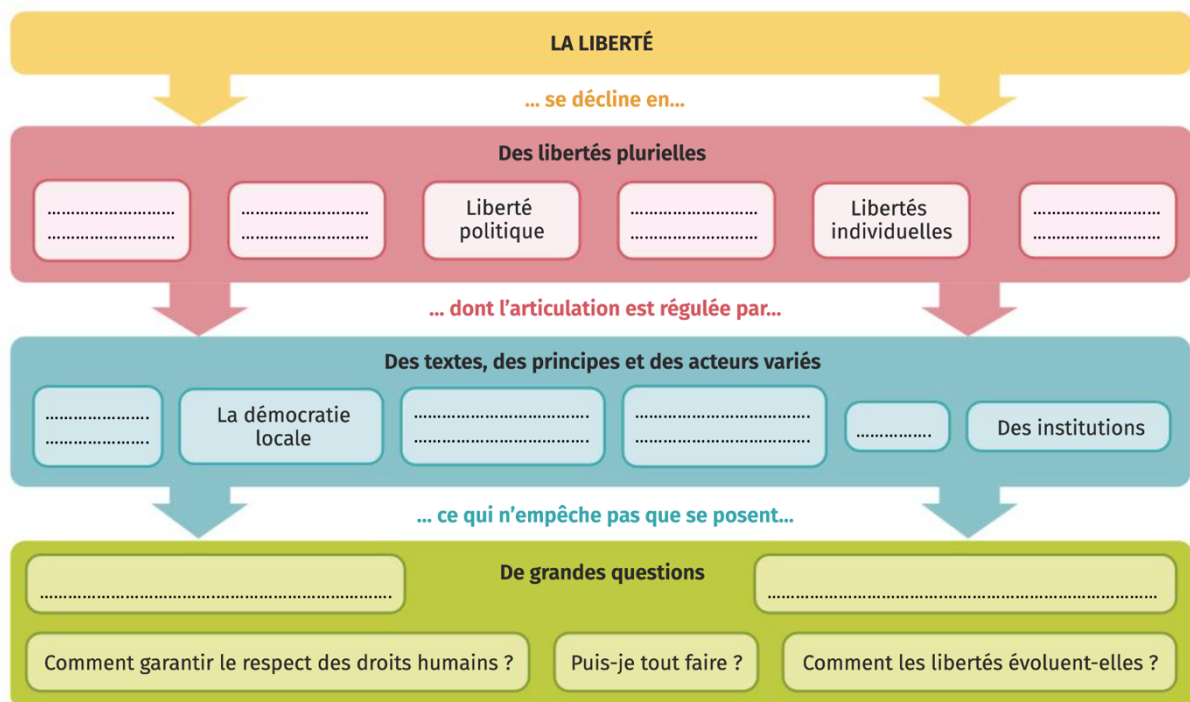 LA LIBERTÉ
... se décline en...
Des libertés plurielles
...........................
...........................
...........................
...........................
Liberté
politique
...........................
...........................
Libertés
individuelles
...........................
...........................
... dont l'articulation est régulée par...
Des textes, des principes et des acteurs variés
......................
......................
La démocratie
locale
.....................................
.....................................
.....................................
.....................................
................
Des institutions
... ce qui n'empêche pas que se posent...
De grandes questions
..........................................................................
..................................................................................
Comment garantir le respect des droits humains ?
Puis-je tout faire ?
Comment les libertés évoluent-elles ?